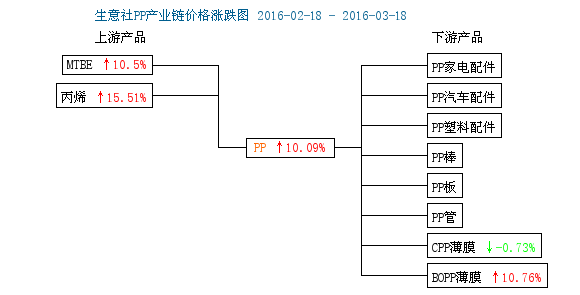 生意社PP产业链价格涨跌图 2016-02-18 - 2016-03-18
上游产品
下游产品
MTBE ↑10.5%
丙烯 ↑15.51%
PP ↑10.09%
PP家电配件
PP汽车配件
PP塑料配件
PP棒
PP板
PP管
CPP薄膜 ↓-0.73%
BOPP薄膜 ↑10.76%